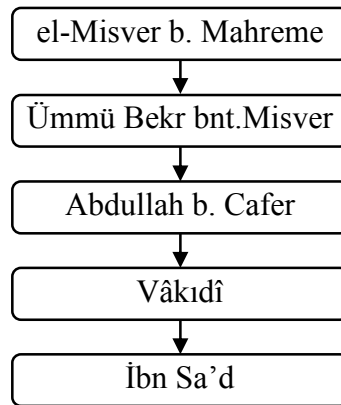 el-Misver b. Mahreme
Ümmü Bekr bnt.Misver
Abdullah b. Cafer
Vâkıdî
İbn Sa’d